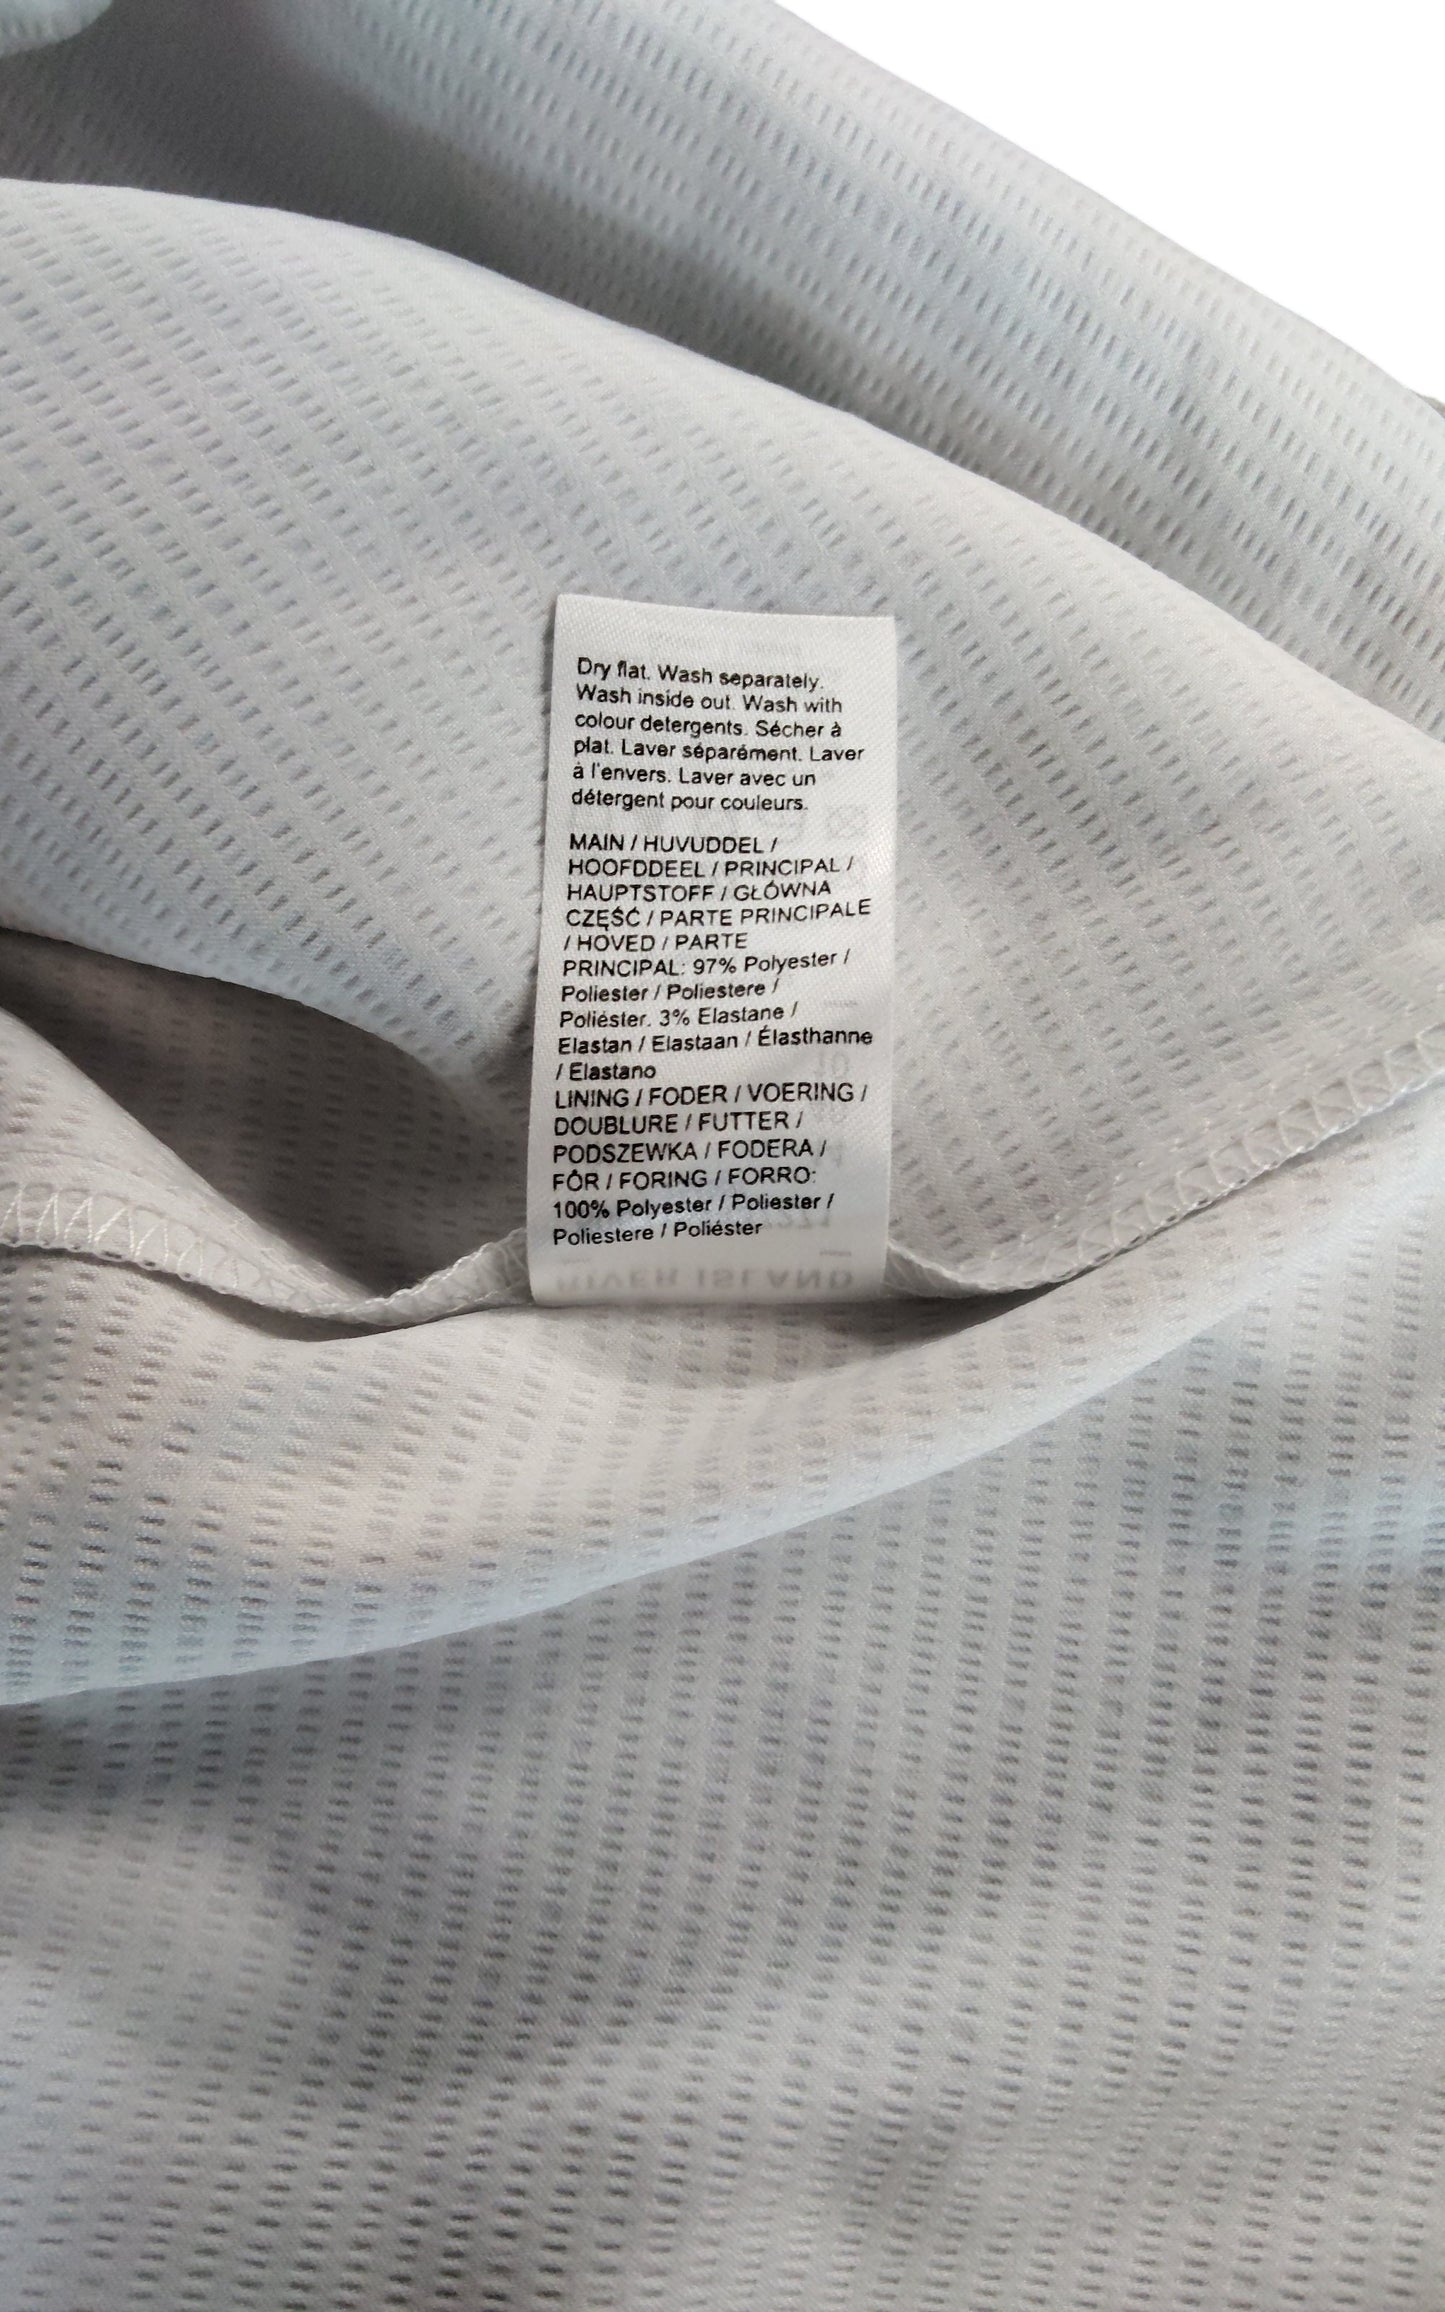 Dry flat. Wash separately.
Wash inside out. Wash with
colour detergents. Sécher à
plat. Laver séparément. Laver
à l'envers. Laver avec un
détergent pour couleurs.
MAIN / HUVUDDEL /
HOOFDDEEL / PRINCIPAL /
HAUPTSTOFF / GŁÓWNA
CZĘŚĆ / PARTE PRINCIPALE
/ HOVED / PARTE
PRINCIPAL: 97% Polyester /
Poliester / Poliestere /
Poliéster. 3% Elastane /
Elastan / Elastaan / Élasthanne
/ Elastano
LINING / FODER / VOERING /
DOUBLURE / FUTTER /
PODSZEWKA / FODERA /
FÔR / FORING / FORRO:
100% Polyester / Poliester /
Poliestere / Poliéster
RIVER ISLAND